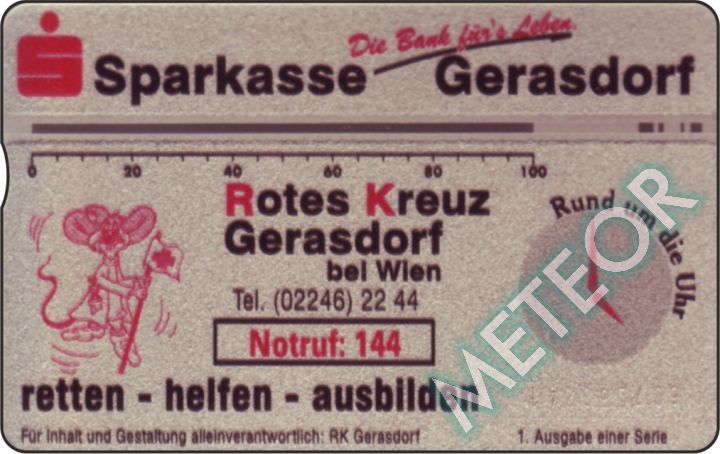 Die Bank für's Leben.
Sparkasse Gerasdorf
0 20 40 60 80 100
Rotes Kreuz
Gerasdorf
bei Wien
Tel. (02246) 22 44
Notruf: 144
Rund um die Uhr
METEOR
retten - helfen - ausbilden
Für Inhalt und Gestaltung alleinverantwortlich: RK Gerasdorf
1. Ausgabe einer Serie